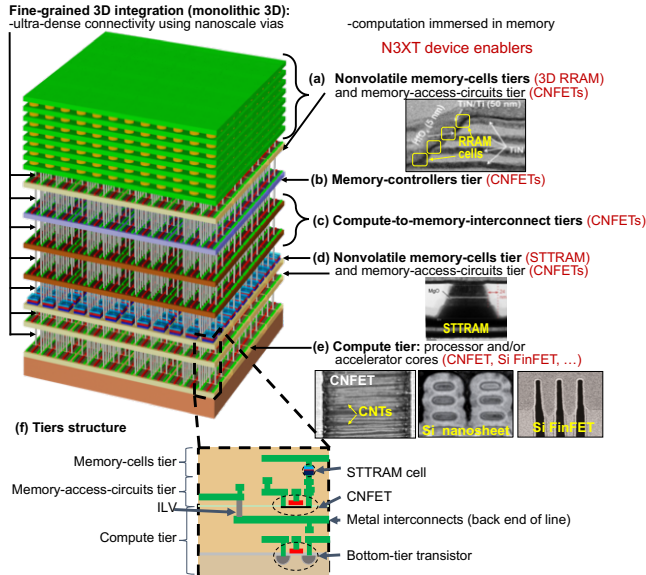 Fine-grained 3D integration (monolithic 3D):
-ultra-dense connectivity using nanoscale vias
-computation immersed in memory
N3XT device enablers
(a) Nonvolatile memory-cells tiers (3D RRAM)
and memory-access-circuits tier (CNFETs)
TiN/Ti (50 nm)
(5 nm)
RRAM
cells
TiN
(b) Memory-controllers tier (CNFETs)
(c) Compute-to-memory-interconnect tiers (CNFETs)
(d) Nonvolatile memory-cells tier (STTRAM)
and memory-access-circuits tier (CNFETs)
MgO
STTRAM
(e) Compute tier: processor and/or
accelerator cores (CNFET, Si FinFET, …)
CNFET
CNTs
Si nanosheet
Si FinFET
(f) Tiers structure
Memory-cells tier
Memory-access-circuits tier
ILV
Compute tier
STTRAM cell
CNFET
Metal interconnects (back end of line)
Bottom-tier transistor